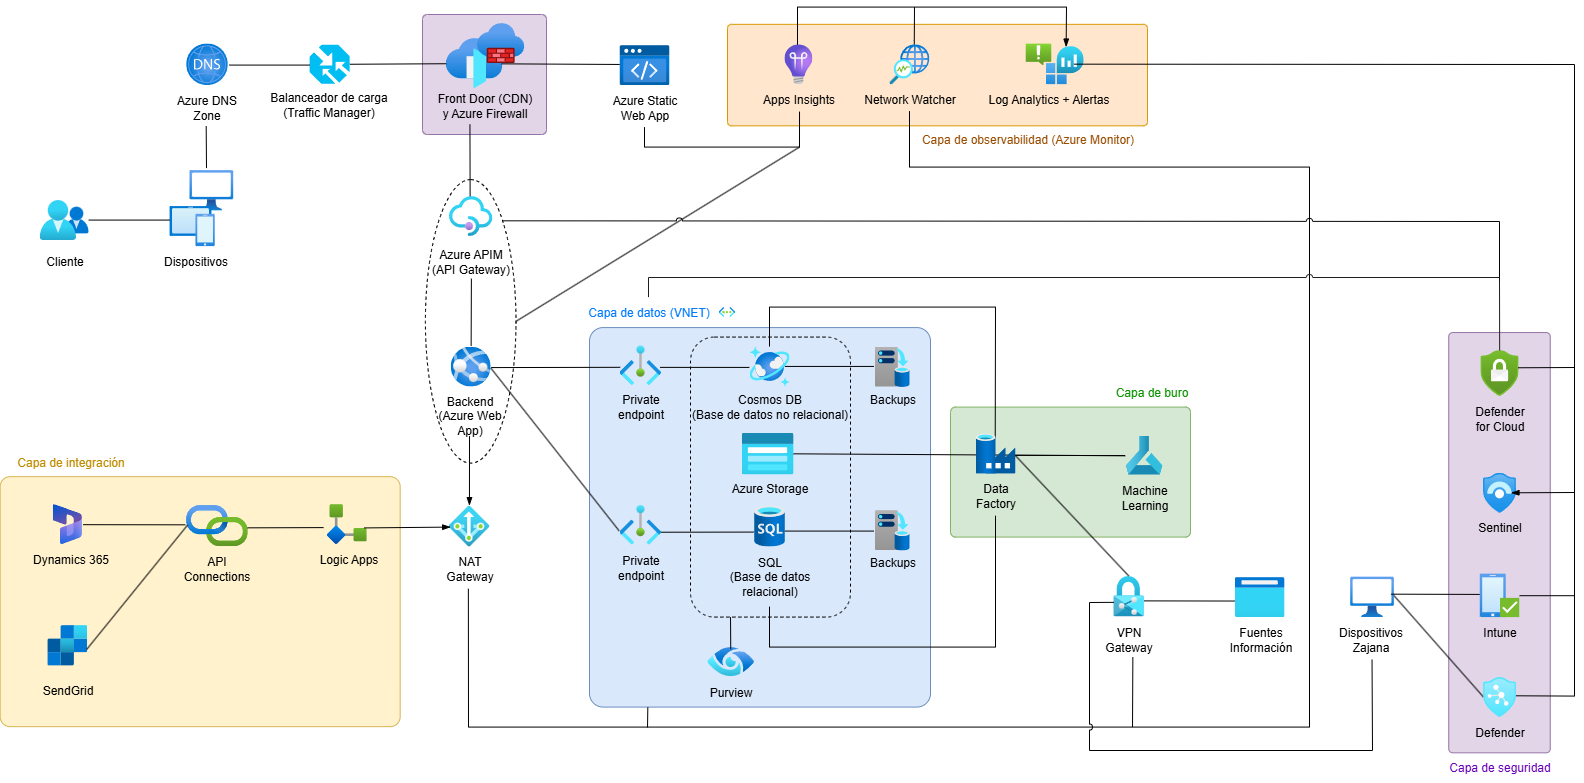 DNS
Azure DNS
Zone
Balanceador de carga
(Traffic Manager)
Front Door (CDN)
y Azure Firewall
Azure Static
Web App
Apps Insights
Network Watcher
Log Analytics + Alertas
Capa de observabilidad (Azure Monitor)
Cliente
Dispositivos
Azure APIM
(API Gateway)
Backend
(Azure Web
App)
Capa de datos (VNET)
Private
endpoint
Cosmos DB
(Base de datos no relacional)
Backups
Azure Storage
Private
endpoint
SQL
SQL
(Base de datos
relacional)
Backups
Purview
Capa de buro
Data
Factory
Machine
Learning
Capa de integración
Dynamics 365
API
Connections
Logic Apps
SendGrid
NAT
Gateway
VPN
Gateway
Fuentes
Información
Dispositivos
Zajana
Defender
for Cloud
Sentinel
Intune
Defender
Capa de seguridad